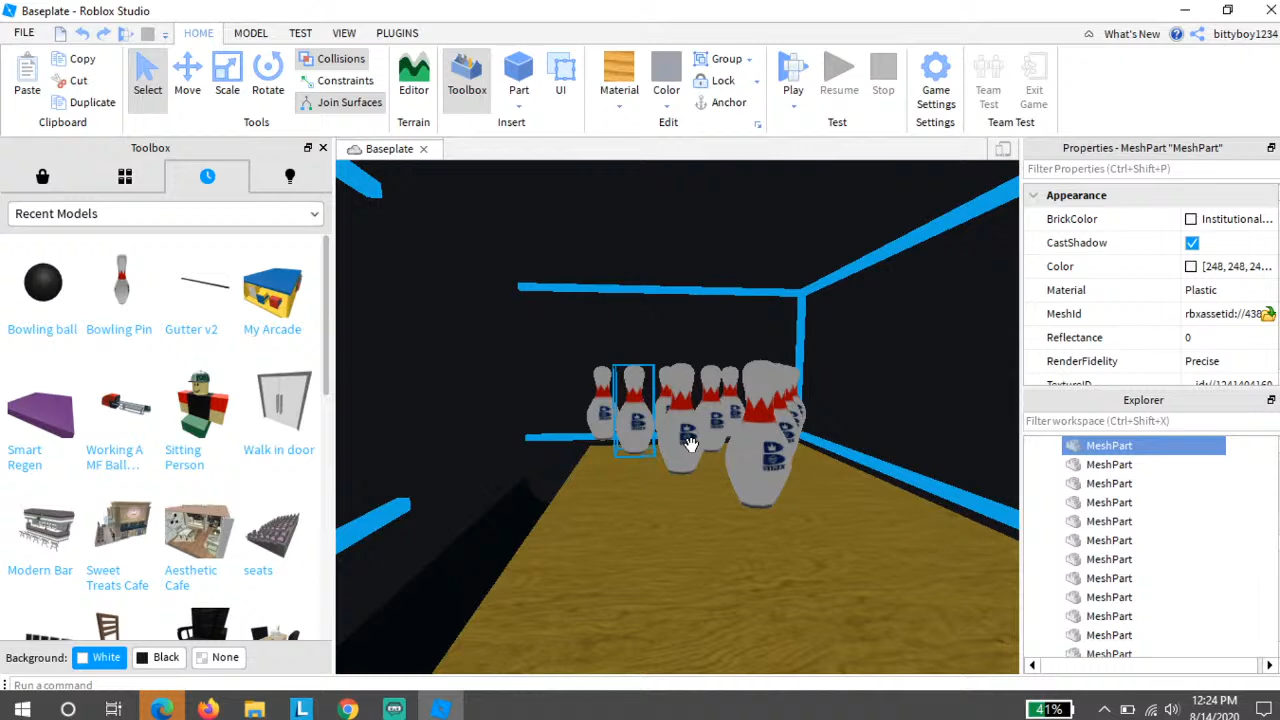 Baseplate - Roblox Studio
FILE HOME MODEL TEST VIEW PLUGINS What's New bittyboy1234
Paste Copy Cut Duplicate Clipboard
Select Move Scale Rotate Collisions Constraints Join Surfaces Tools
Editor Terrain
Toolbox Part UI Insert
Material Color Group Lock Anchor Edit
Play Resume Stop Test
Game Settings Settings
Team Test Exit Game Team Test
Toolbox
Recent Models
Bowling ball Bowling Pin Gutter v2 My Arcade
Smart Regen
Working A MF Ball...
Sitting Person
Walk in door
Modern Bar
Sweet Treats Cafe
Aesthetic Cafe
seats
Background: White Black None
Run a command
Baseplate
Properties - MeshPart "MeshPart"
Filter Properties (Ctrl+Shift+P)
Appearance
BrickColor Institutional...
CastShadow
Color [248, 248, 24...
Material Plastic
MeshId rbxassetid://438
Reflectance 0
RenderFidelity Precise
Explorer
Filter workspace (Ctrl+Shift+X)
MeshPart
MeshPart
MeshPart
MeshPart
MeshPart
MeshPart
MeshPart
MeshPart
MeshPart
MeshPart
MeshPart
MeshPart
41%
12:24 PM
8/14/2020